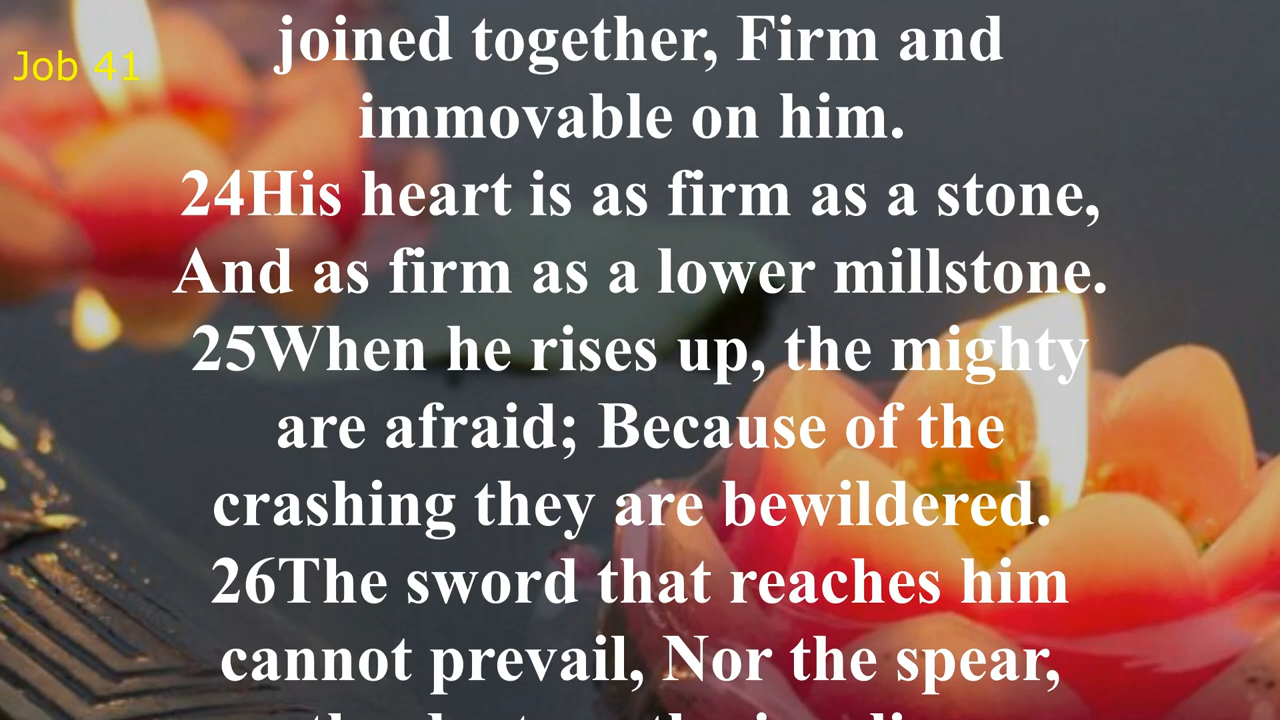 Job 41
joined together, Firm and
immovable on him.
24His heart is as firm as a stone,
And as firm as a lower millstone.
25When he rises up, the mighty
are afraid; Because of the
crashing they are bewildered.
26The sword that reaches him
cannot prevail, Nor the spear,